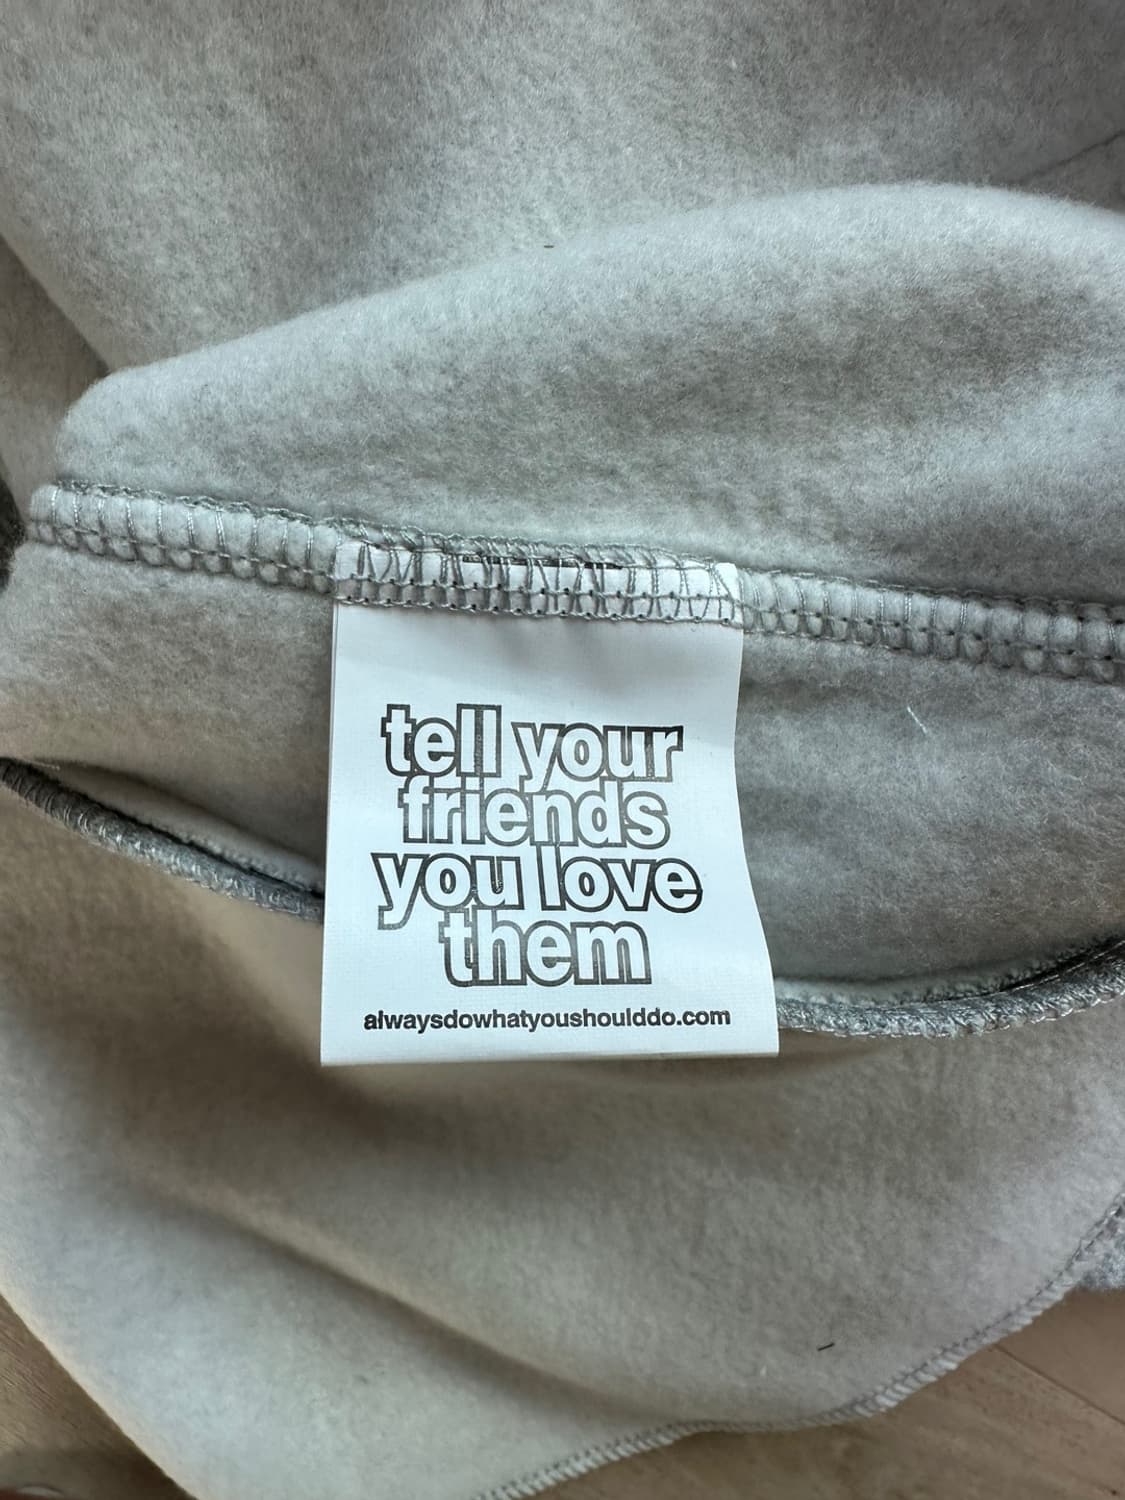 tell your
friends
you love
them
alwaysdowhatyoushoulddo.com